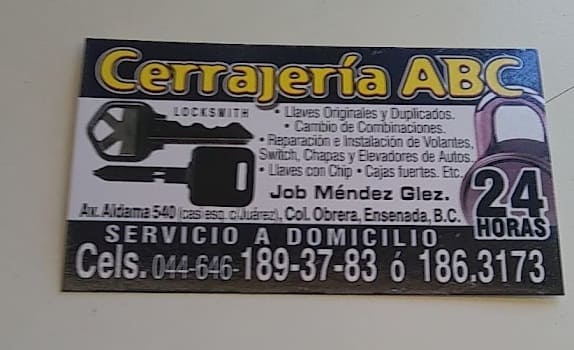 Cerrajería ABC
LOCKSMITH
• Llaves Originales y Duplicados.
• Cambio de Combinaciones.
• Reparación e Instalación de Volantes,
Switch, Chapas y Elevadores de Autos.
• Llaves con Chip • Cajas fuertes. Etc.
Job Méndez Glez.
Av. Aldama 540 (casi esq. c/Juárez), Col. Obrera, Ensenada, B.C.
24
HORAS
SERVICIO A DOMICILIO
Cels. 044-646-189-37-83 ó 186.3173